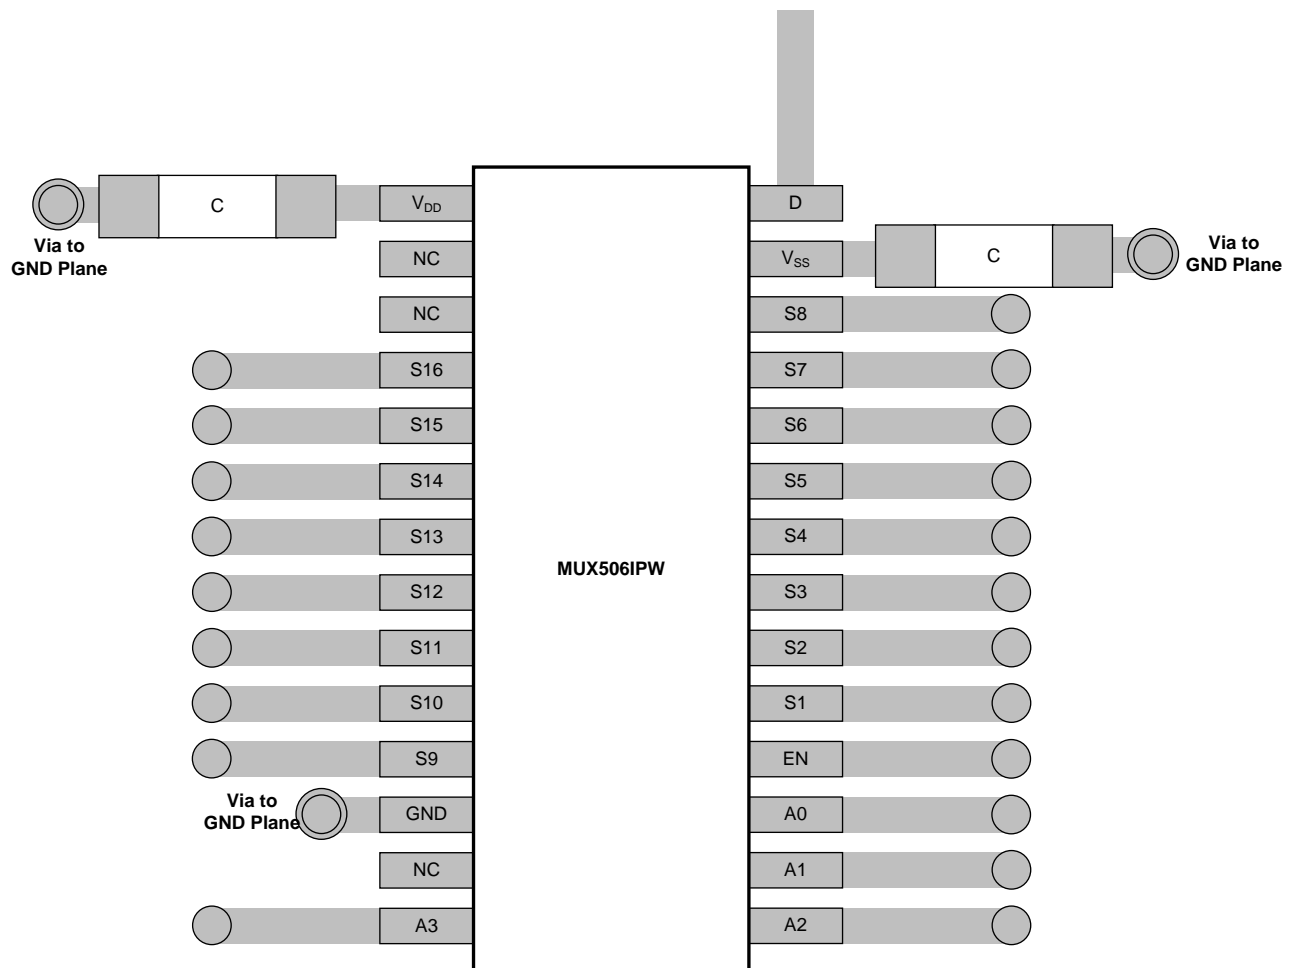 C
V_DD
Via to
GND Plane
NC
NC
S16
S15
S14
S13
S12
S11
S10
S9
Via to
GND Plane
GND
NC
A3
MUX506IPW
D
V_SS
C
Via to
GND Plane
S8
S7
S6
S5
S4
S3
S2
S1
EN
A0
A1
A2